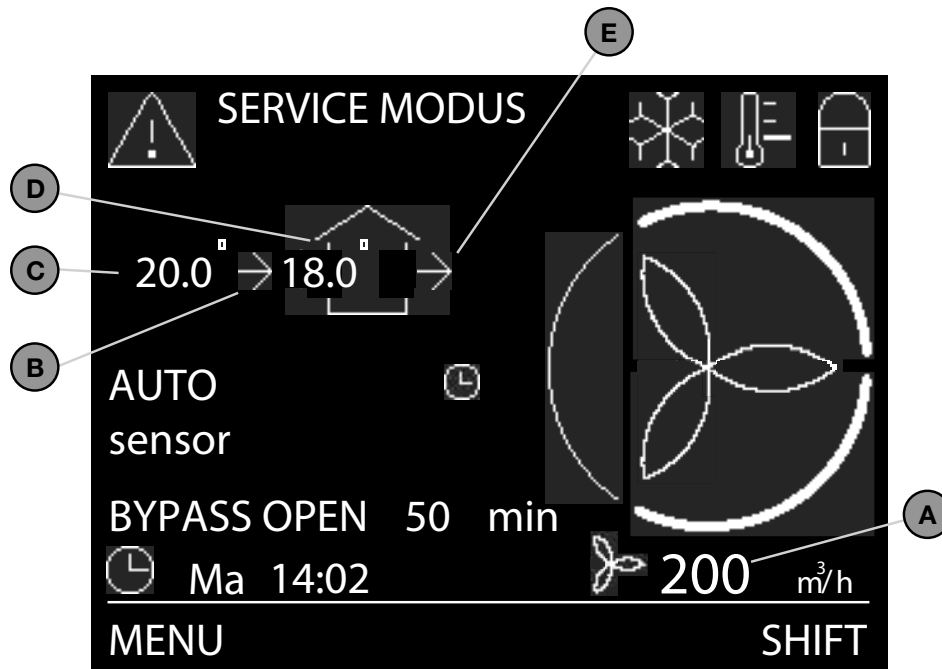 E
SERVICE MODUS
D
C
20.0° 18.0°
B
AUTO
sensor
BYPASS OPEN 50 min
A
Ma 14:02 200 m³/h
MENU SHIFT